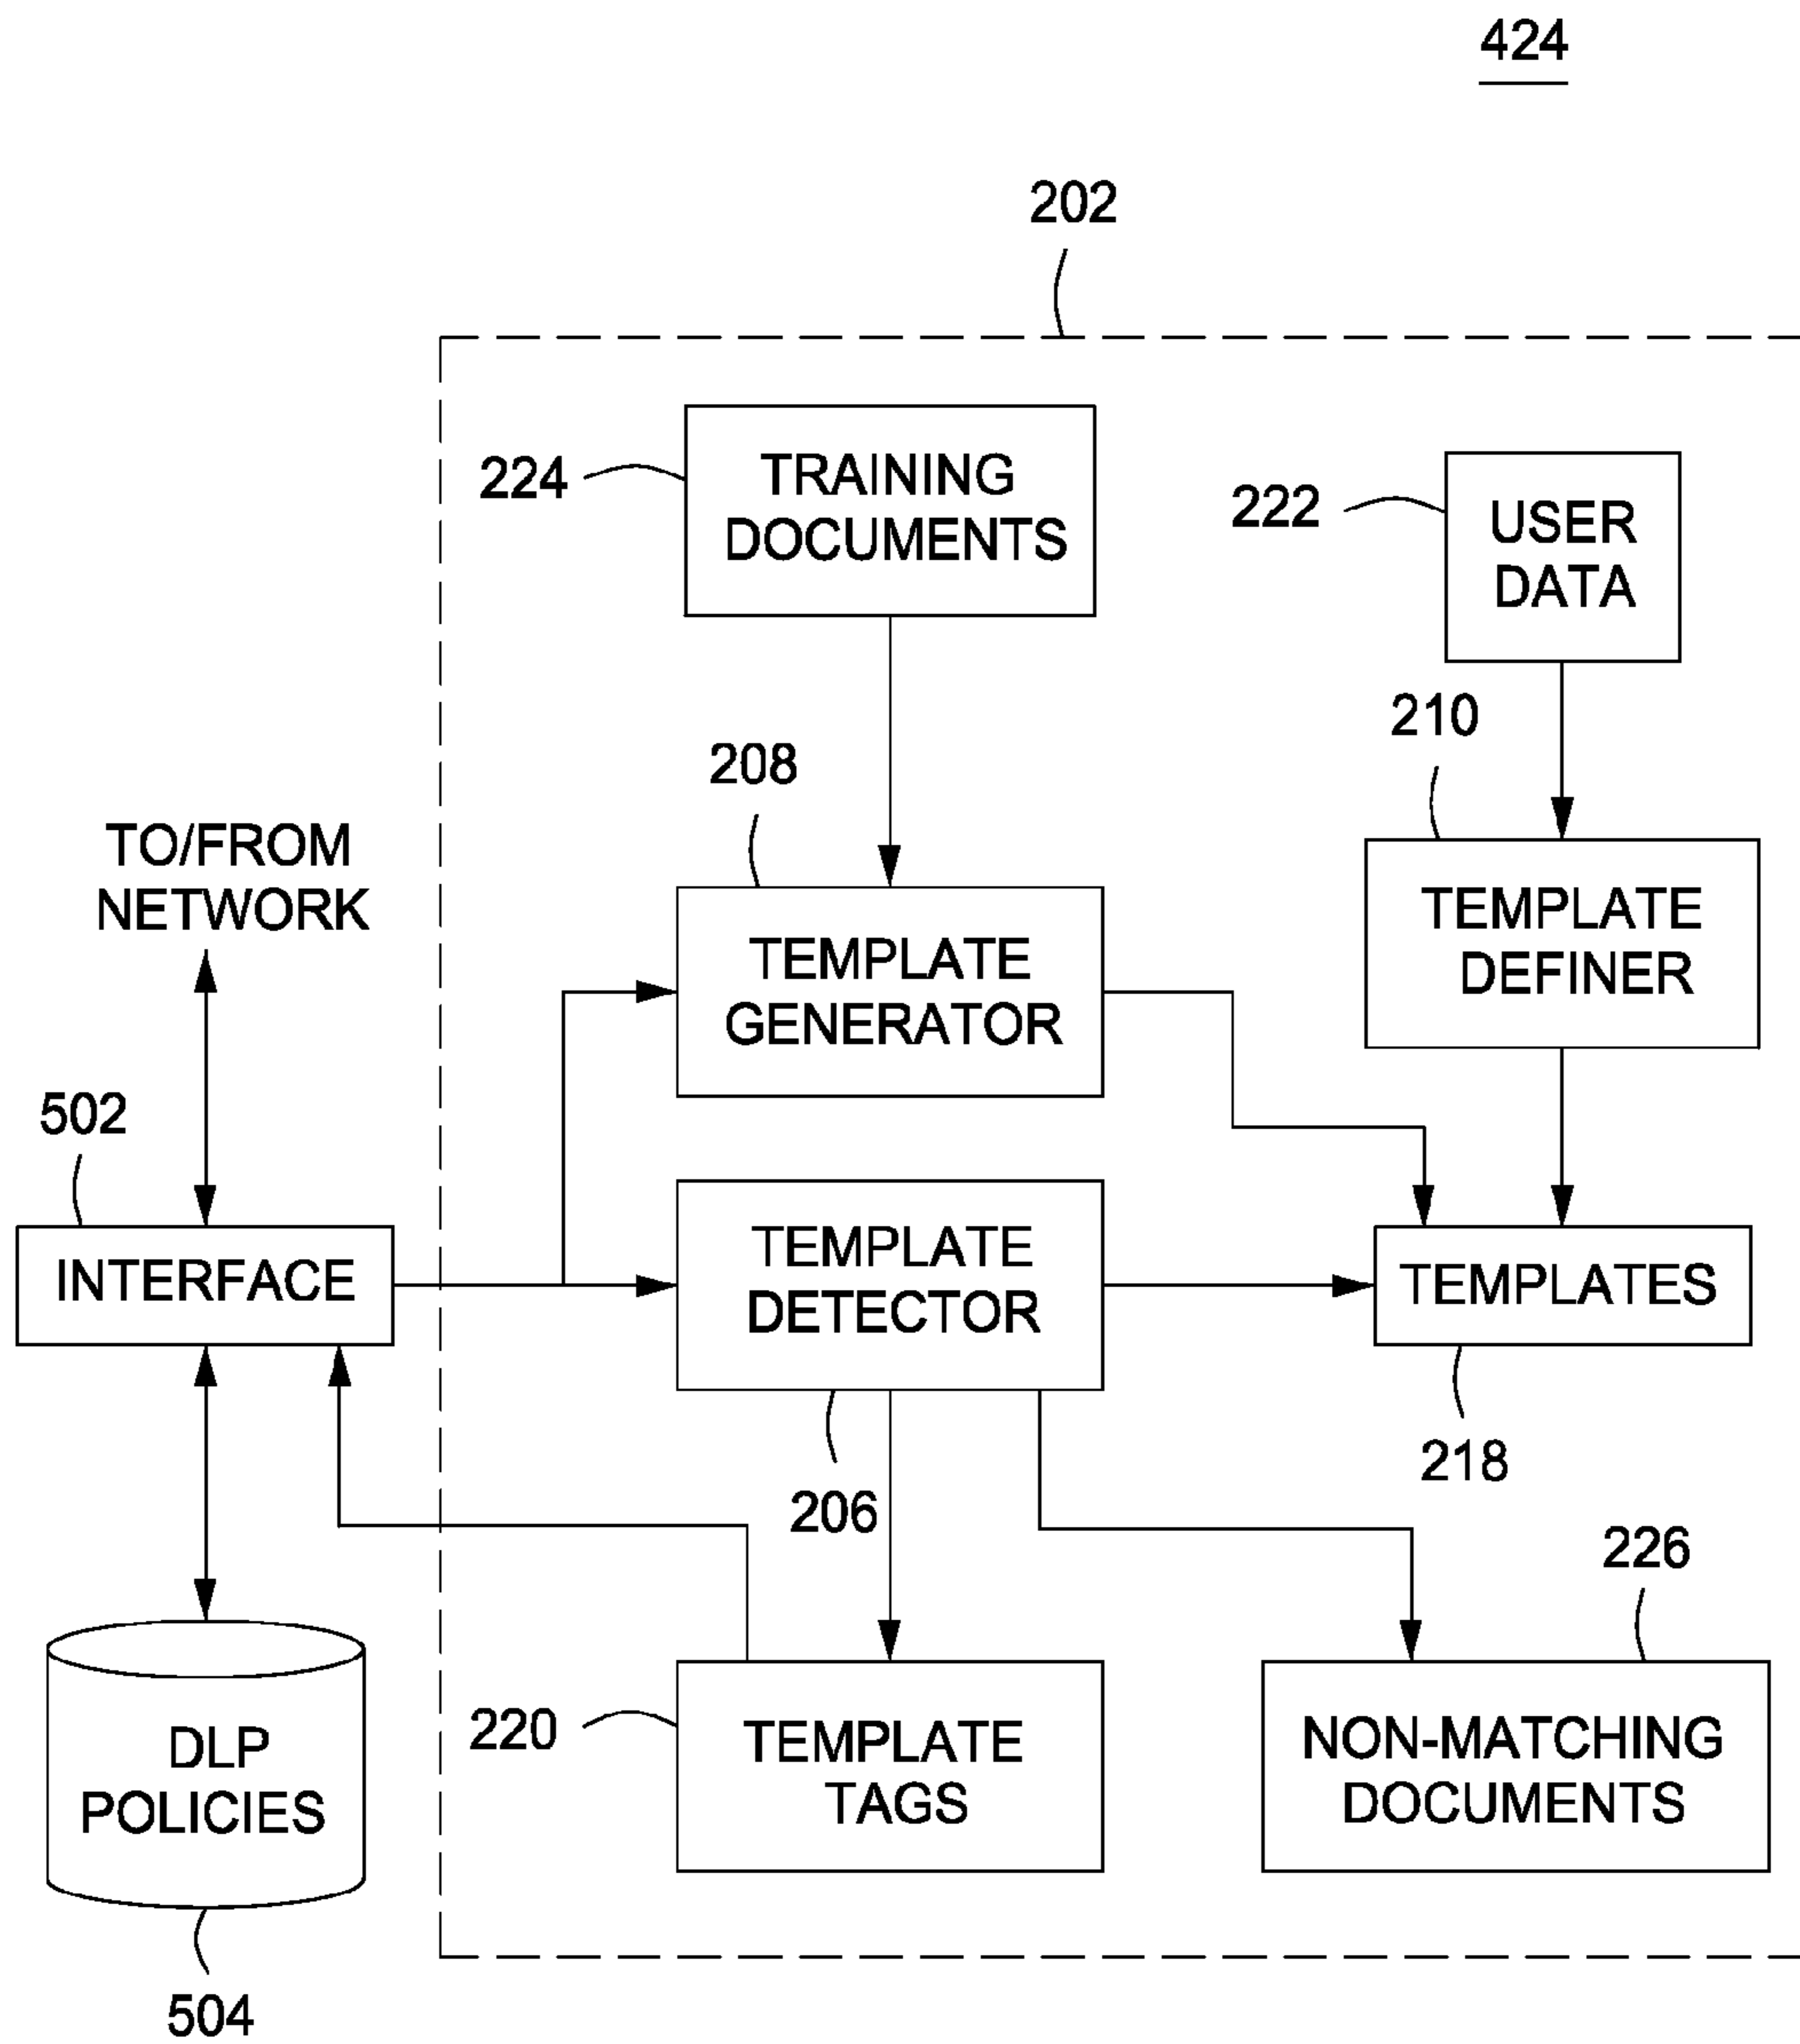 424
202
224
TRAINING
DOCUMENTS
222
USER
DATA
210
208
TO/FROM
NETWORK
TEMPLATE
DEFINER
TEMPLATE
GENERATOR
502
INTERFACE
TEMPLATE
DETECTOR
TEMPLATES
218
206
226
220
TEMPLATE
TAGS
NON-MATCHING
DOCUMENTS
DLP
POLICIES
504